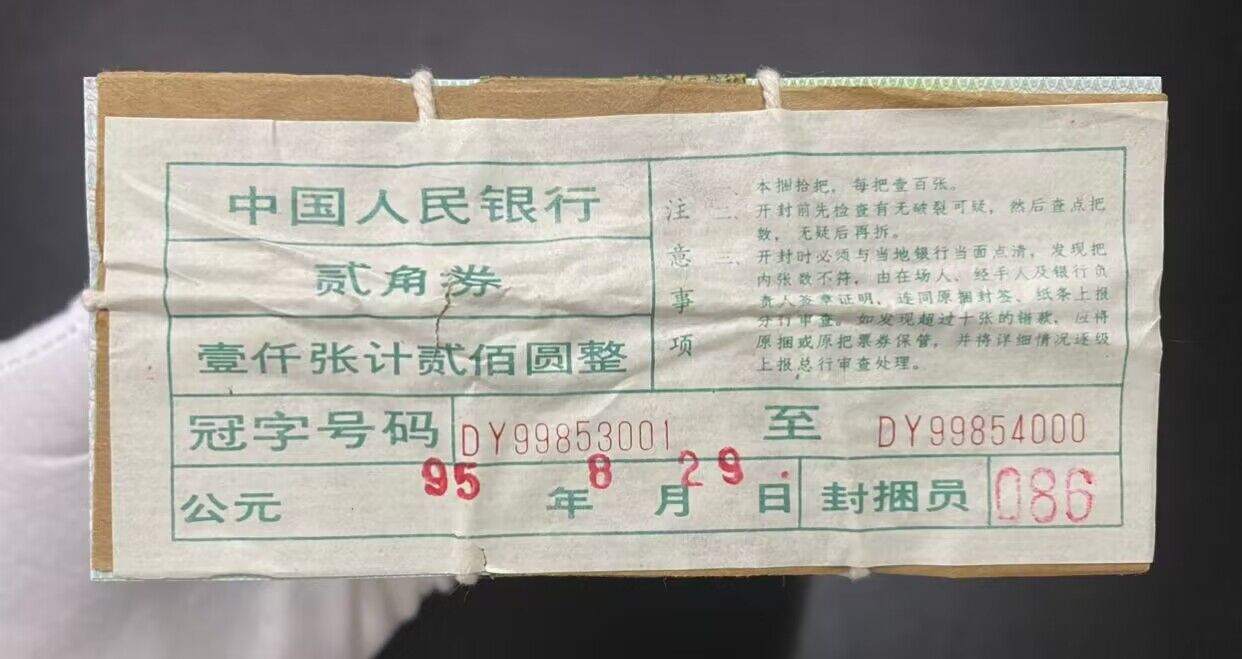 中国人民银行
贰角券
壹仟张计贰佰圆整
注意事项
本捆拾把，每把壹百张。
二、开封前先检查有无破裂可疑，然后查点把
数，无疑后再拆。
三、开封时必须与当地银行当面点清，发现把
内张数不符，由在场人、经手人及银行负
责人签章证明，连同原捆封签、纸条上报
分行审查。如发现超过十张的错款，应将
原捆或原把票券保管，并将详细情况逐级
上报总行审查处理。
冠字号码 DY99853001 至 DY99854000
公元 95 年 8 月 29 日 封捆员 086